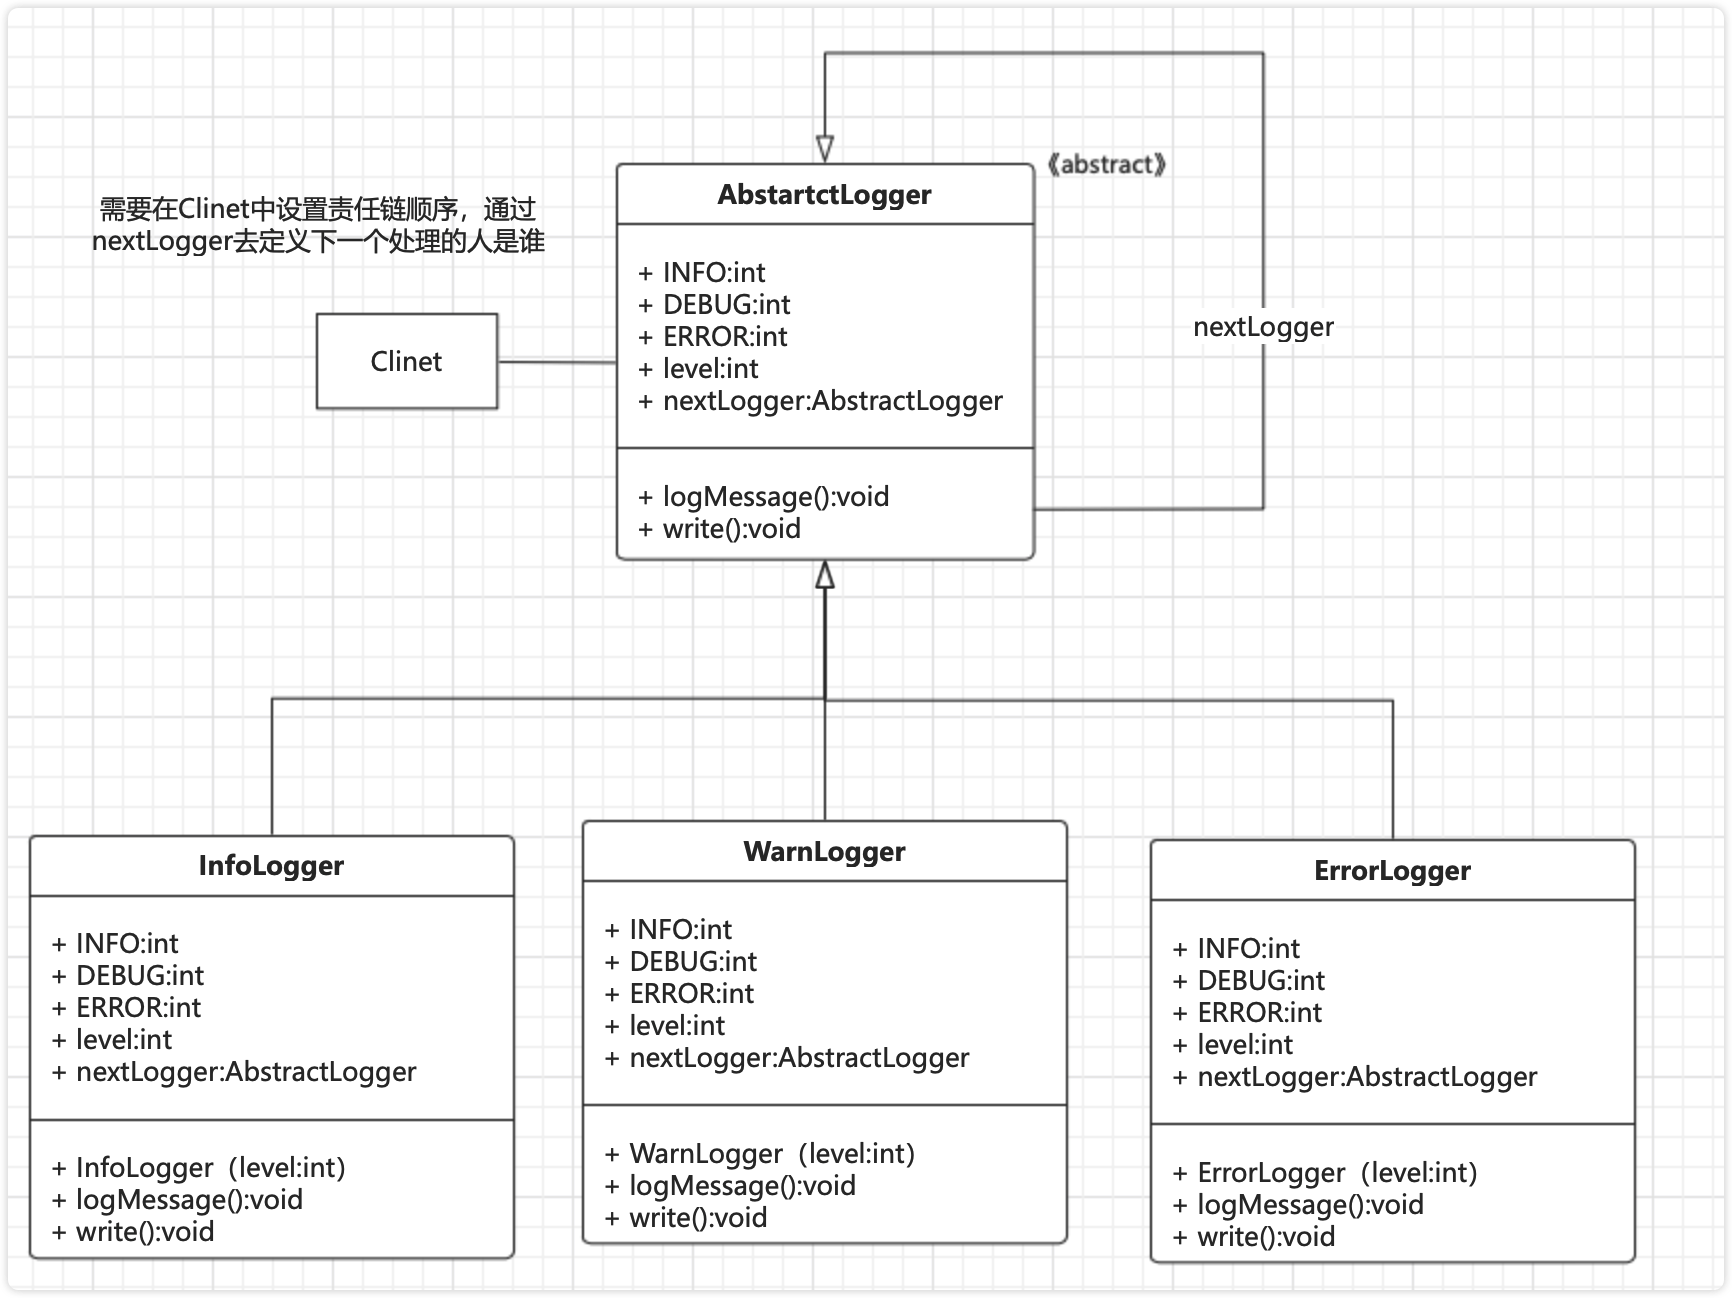 《abstract》
AbstartctLogger
需要在Clinet中设置责任链顺序，通过
nextLogger去定义下一个处理的人是谁
+ INFO:int
+ DEBUG:int
+ ERROR:int
+ level:int
+ nextLogger:AbstractLogger
nextLogger
Clinet
+ logMessage():void
+ write():void
InfoLogger
+ INFO:int
+ DEBUG:int
+ ERROR:int
+ level:int
+ nextLogger:AbstractLogger
+ InfoLogger（level:int）
+ logMessage():void
+ write():void
WarnLogger
+ INFO:int
+ DEBUG:int
+ ERROR:int
+ level:int
+ nextLogger:AbstractLogger
+ WarnLogger（level:int）
+ logMessage():void
+ write():void
ErrorLogger
+ INFO:int
+ DEBUG:int
+ ERROR:int
+ level:int
+ nextLogger:AbstractLogger
+ ErrorLogger（level:int）
+ logMessage():void
+ write():void